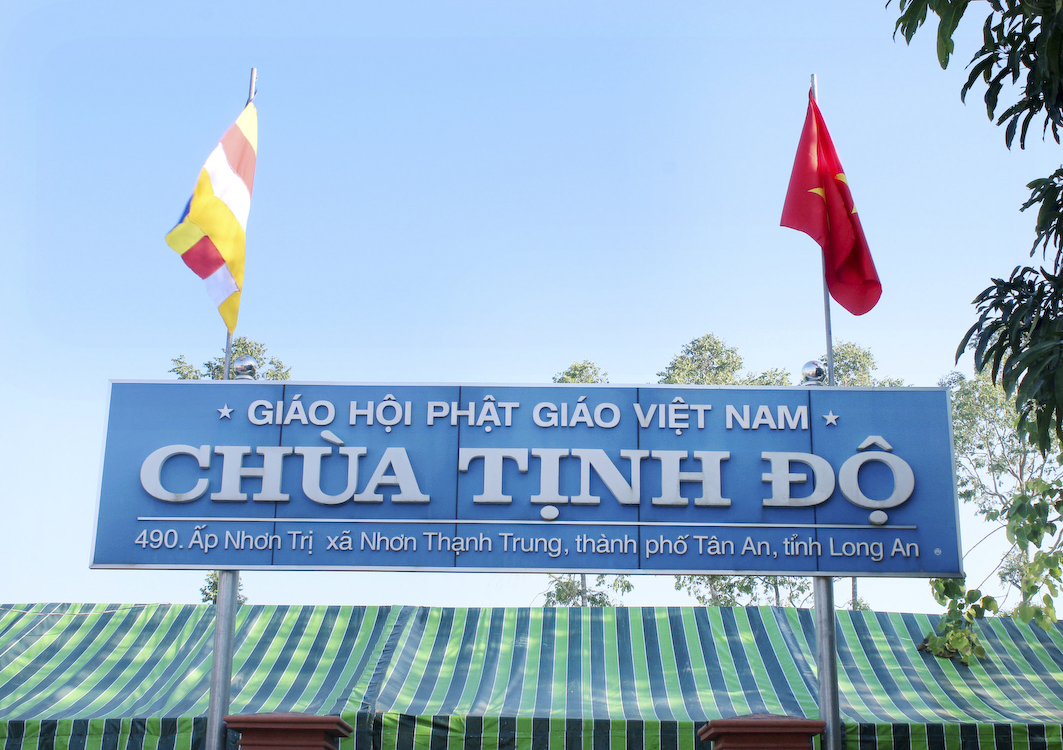 ★ GIÁO HỘI PHẬT GIÁO VIỆT NAM ★
CHÙA TỊNH ĐỘ
490. Ấp Nhơn Trị xã Nhơn Thạnh Trung, thành phố Tân An, tỉnh Long An